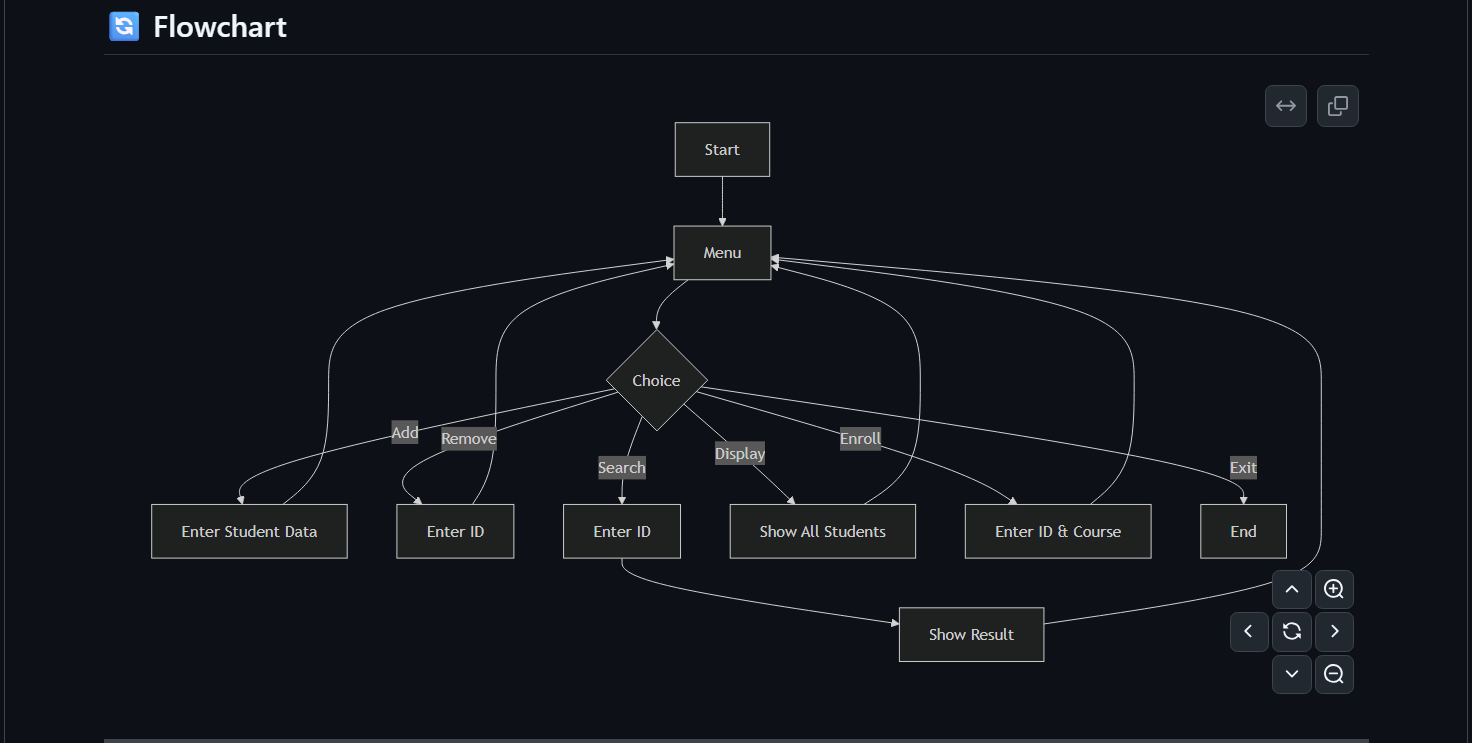 Flowchart
Start
Menu
Choice
Add
Remove
Search
Display
Enroll
Exit
Enter Student Data
Enter ID
Enter ID
Show All Students
Enter ID & Course
End
Show Result